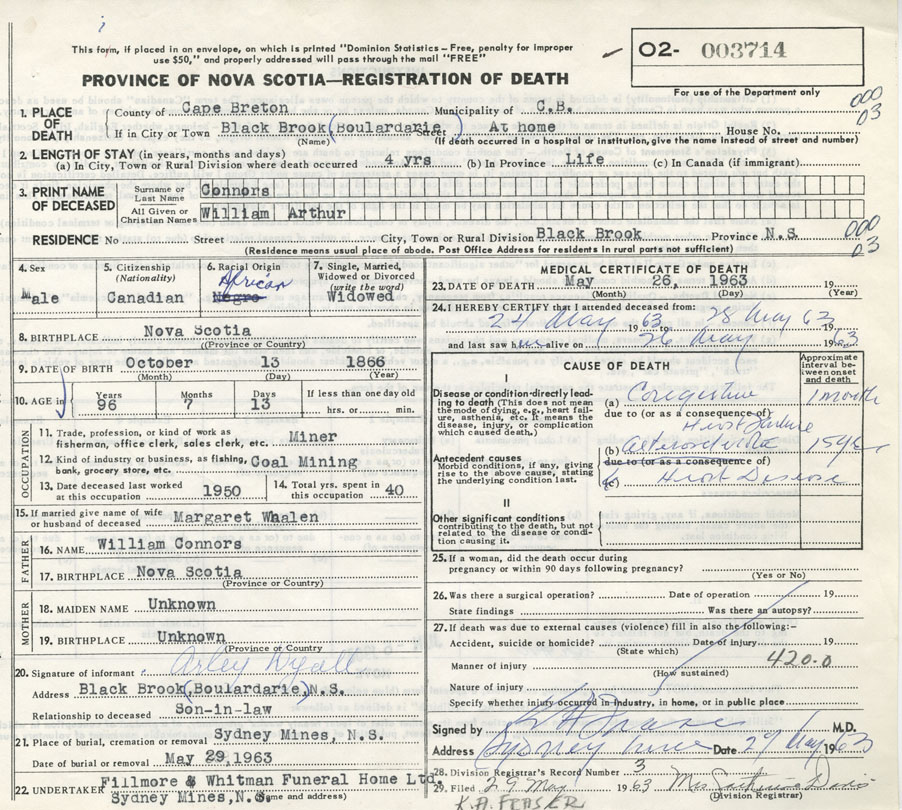 This form, if placed in an envelope, on which is printed "Dominion Statistics – Free, penalty for improper
use $50," and properly addressed will pass through the mail "FREE"
O2- 003714
For use of the Department only
PROVINCE OF NOVA SCOTIA—REGISTRATION OF DEATH
000
03
1. PLACE OF DEATH
County of Cape Breton Municipality of C.B.
If in City or Town Black Brook (Boulardarie) Street At home House No.
(Name) (If death occurred in a hospital or institution, give the name instead of street and number)
2. LENGTH OF STAY (in years, months and days)
(a) In City, Town or Rural Division where death occurred 4 yrs (b) In Province Life (c) In Canada (if immigrant)
3. PRINT NAME OF DECEASED
Surname or Last Name Connors
All Given or Christian Names William Arthur
RESIDENCE No Street City, Town or Rural Division Black Brook Province N.S.
(Residence means usual place of abode. Post Office Address for residents in rural parts not sufficient)
000
03
4. Sex Male
5. Citizenship (Nationality) Canadian
6. Racial Origin African Negro
7. Single, Married, Widowed or Divorced (write the word) Widowed
8. BIRTHPLACE Nova Scotia
(Province or Country)
9. DATE OF BIRTH October 13 1866
(Month) (Day) (Year)
10. AGE in Years 96 Months 7 Days 13 If less than one day old hrs. or min.
OCCUPATION
11. Trade, profession, or kind of work as fisherman, office clerk, sales clerk, etc. Miner
12. Kind of industry or business, as fishing, bank, grocery store, etc. Coal Mining
13. Date deceased last worked at this occupation 1950 14. Total yrs. spent in this occupation 40
15. If married give name of wife or husband of deceased Margaret Whalen
FATHER
16. NAME William Connors
17. BIRTHPLACE Nova Scotia
(Province or Country)
MOTHER
18. MAIDEN NAME Unknown
19. BIRTHPLACE Unknown
(Province or Country)
20. Signature of informant Arley Dyall
Address Black Brook (Boulardarie) N.S.
Relationship to deceased Son-in-law
21. Place of burial, cremation or removal Sydney Mines, N.S.
Date of burial or removal May 29, 1963
22. UNDERTAKER Fillmore & Whitman Funeral Home Ltd.
Sydney Mines, N.S.
(Name and address)
MEDICAL CERTIFICATE OF DEATH
23. DATE OF DEATH May 26, 1963 19
(Month) (Day) (Year)
24. I HEREBY CERTIFY that I attended deceased from:
24 May 1963 28 May 63 19
and last saw him alive on 26 May 1963
CAUSE OF DEATH
Approximate interval between onset and death
I
Disease or condition directly leading to death (This does not mean the mode of dying, e.g., heart failure, asthenia, etc. It means the disease, injury, or complication which caused death.)
(a) Congestive 1 month
due to (or as a consequence of)
Heart Failure
Antecedent causes
Morbid conditions, if any, giving rise to the above cause, stating the underlying condition last.
(b) 15 yr
due to (or as a consequence of)
(c) Heart Disease
II
Other significant conditions contributing to the death, but not related to the disease or condition causing it.
25. If a woman, did the death occur during pregnancy or within 90 days following pregnancy?
(Yes or No)
26. Was there a surgical operation? Date of operation 19
State findings Was there an autopsy?
27. If death was due to external causes (violence) fill in also the following:–
Accident, suicide or homicide? Date of injury 19
(State which)
Manner of injury 420.0
(How sustained)
Nature of injury
Specify whether injury occurred in industry, in home, or in public place
Signed by M.D.
Address Sydney Mines Date 29 May 1963
28. Division Registrar's Record Number 3
29. Filed 29 May 1963 Mrs Davis
(Division Registrar)
K.A. FRASER